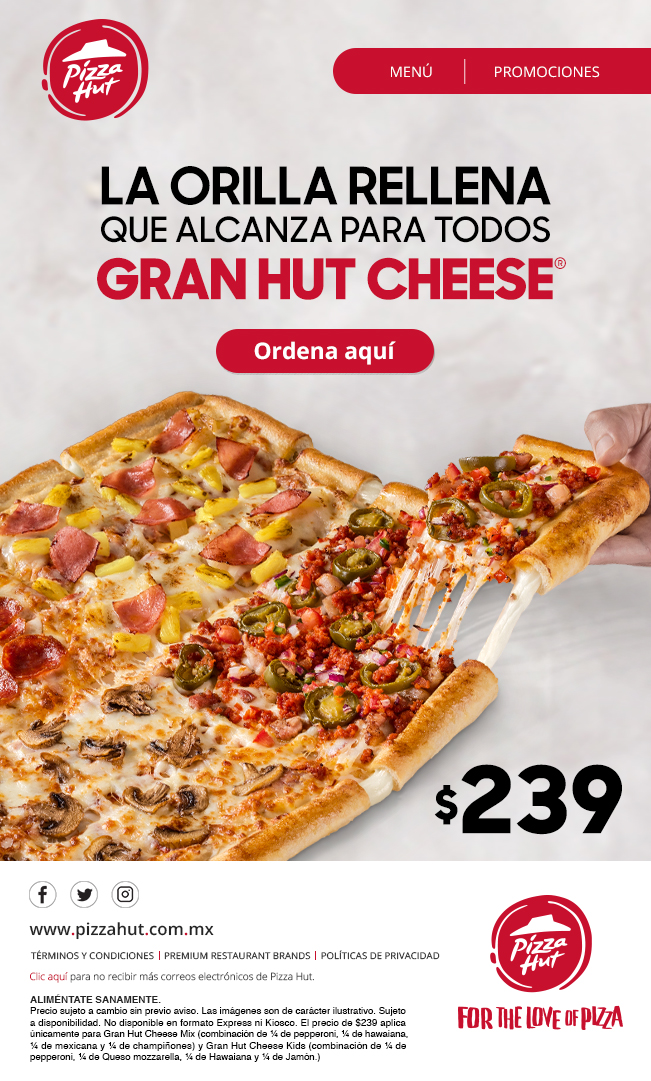 Pizza
Hut
MENÚ | PROMOCIONES
LA ORILLA RELLENA
QUE ALCANZA PARA TODOS
GRAN HUT CHEESE®
Ordena aquí
$239
www.pizzahut.com.mx
TÉRMINOS Y CONDICIONES | PREMIUM RESTAURANT BRANDS | POLÍTICAS DE PRIVACIDAD
Clic aquí para no recibir más correos electrónicos de Pizza Hut.
ALIMÉNTATE SANAMENTE.
Precio sujeto a cambio sin previo aviso. Las imágenes son de carácter ilustrativo. Sujeto
a disponibilidad. No disponible en formato Express ni Kiosco. El precio de $239 aplica
únicamente para Gran Hut Cheese Mix (combinación de ¼ de pepperoni, ¼ de hawaiana,
¼ de mexicana y ¼ de champiñones) y Gran Hut Cheese Kids (combinación de ¼ de
pepperoni, ¼ de Queso mozzarella, ¼ de Hawaiana y ¼ de Jamón.)
Pizza
Hut
FOR THE LOVE OF PIZZA